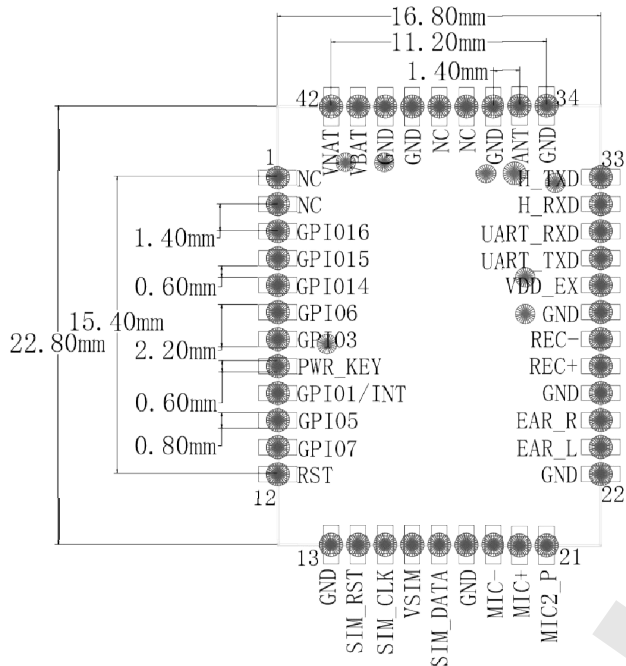 16.80mm
11.20mm
1.40mm
42
34
VNAT
VBAT
GND
GND
NC
NC
GND
ANT
GND
1
33
NC
H_TXD
NC
H_RXD
GPIO16
UART_RXD
1.40mm
GPIO15
UART_TXD
0.60mm
GPIO14
VDD_EX
GPIO6
GND
15.40mm
22.80mm
2.20mm
GPIO3
REC-
PWR_KEY
REC+
0.60mm
GPIO1/INT
GND
GPIO5
EAR_R
0.80mm
GPIO7
EAR_L
RST
GND
12
22
13
21
GND
SIM_RST
SIM_CLK
VSIM
SIM_DATA
GND
MIC-
MIC+
MIC2_P